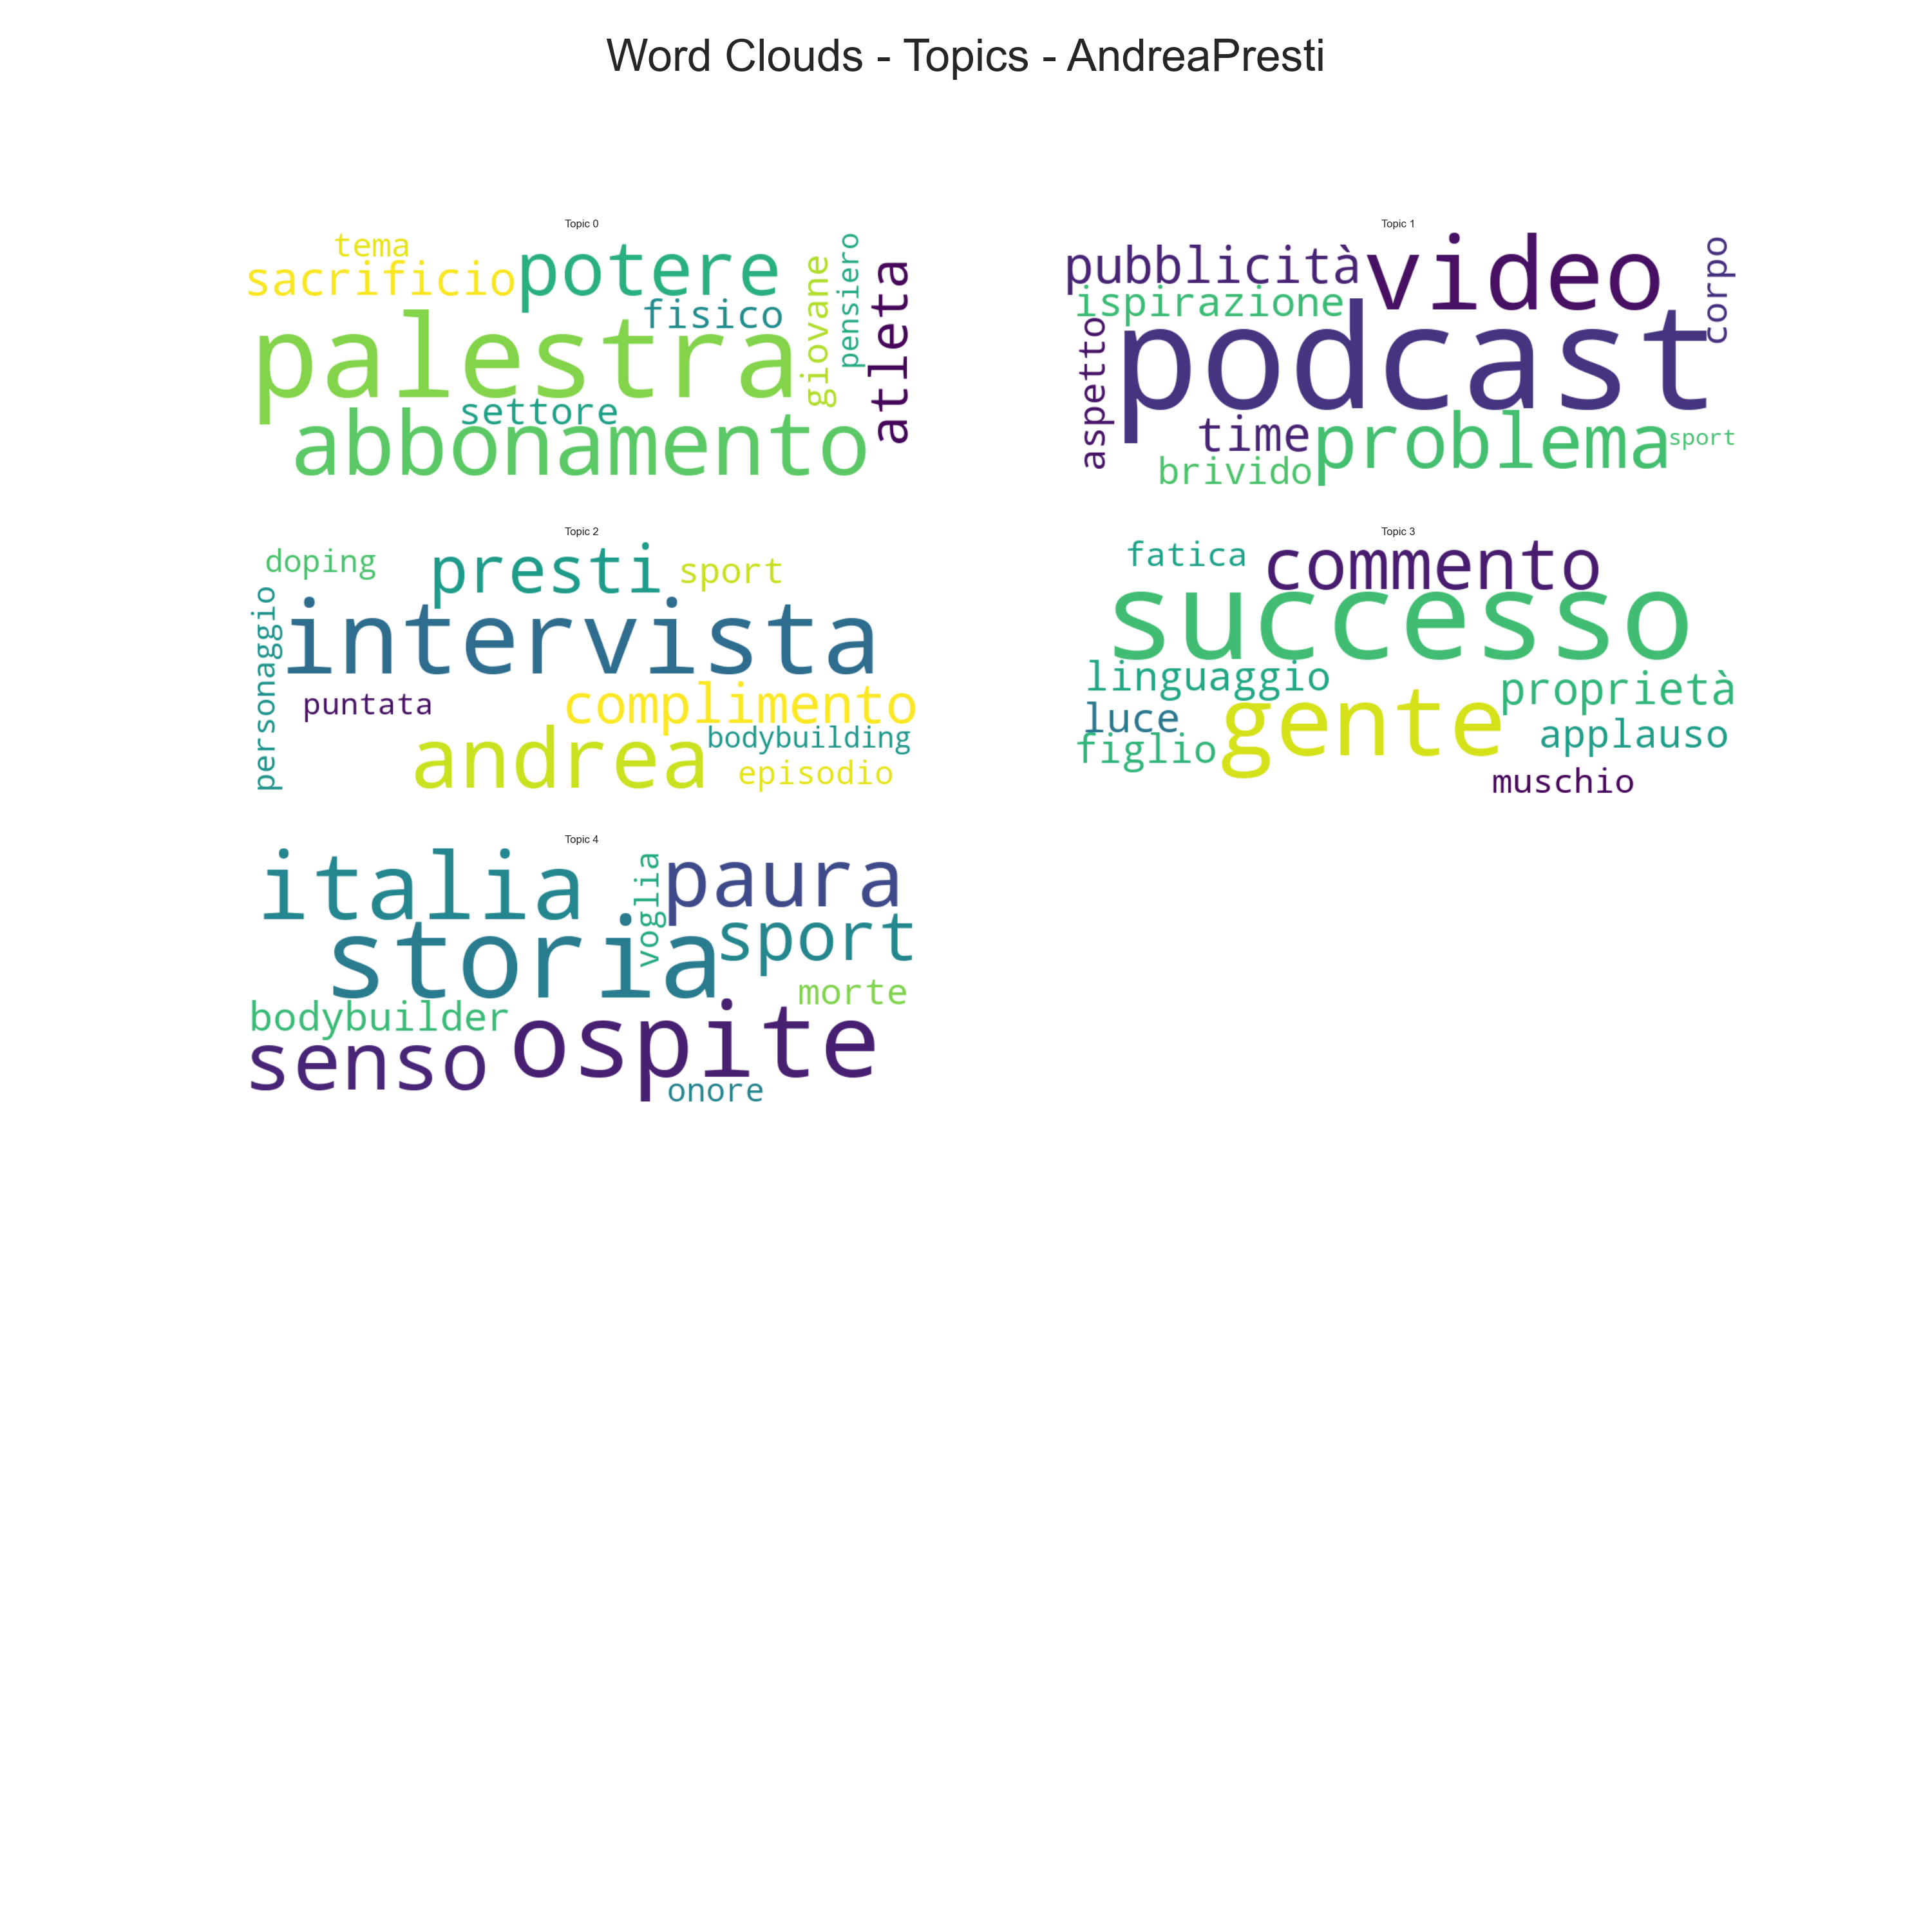 Word Clouds - Topics - AndreaPresti
Topic 0
tema
sacrificio
potere
fisico
giovane
pensiero
atleta
palestra
settore
abbonamento
Topic 1
pubblicità
video
corpo
ispirazione
podcast
aspetto
time
problema
sport
brivido
Topic 2
doping
presti
sport
personaggio
intervista
puntata
complimento
andrea
bodybuilding
episodio
Topic 3
fatica
commento
successo
linguaggio
proprietà
luce
gente
applauso
figlio
muschio
Topic 4
italia
voglia
paura
storia
sport
morte
bodybuilder
senso
ospite
onore